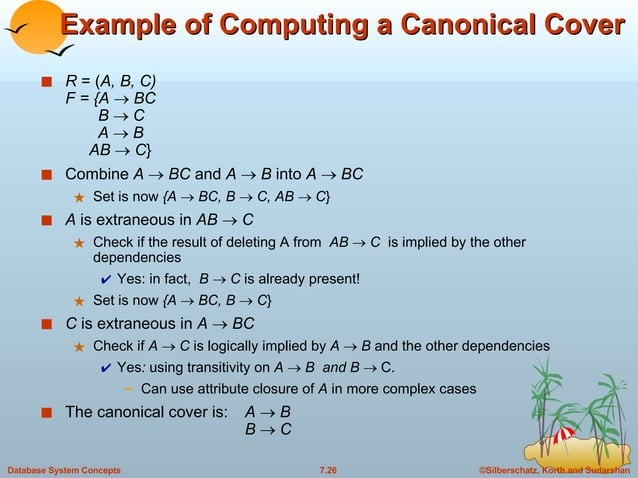 Example of Computing a Canonical Cover
R = (A, B, C)
F = {A → BC
B → C
A → B
AB → C}
Combine A → BC and A → B into A → BC
Set is now {A → BC, B → C, AB → C}
A is extraneous in AB → C
Check if the result of deleting A from AB → C is implied by the other
dependencies
Yes: in fact, B → C is already present!
Set is now {A → BC, B → C}
C is extraneous in A → BC
Check if A → C is logically implied by A → B and the other dependencies
Yes: using transitivity on A → B and B → C.
– Can use attribute closure of A in more complex cases
The canonical cover is: A → B
B → C
Database System Concepts 7.26 ©Silberschatz, Korth and Sudarshan